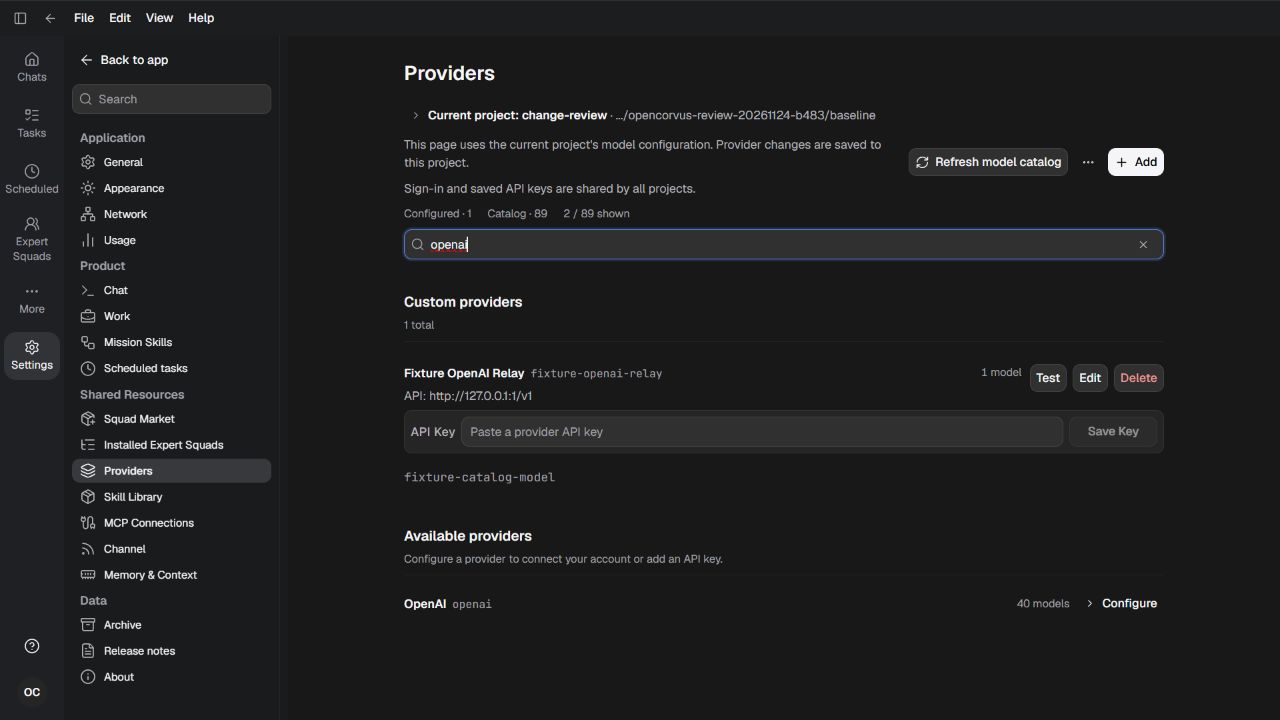 File Edit View Help
Chats
Tasks
Scheduled
Expert
Squads
More
Settings
OC
Back to app
Search
Application
General
Appearance
Network
Usage
Product
Chat
Work
Mission Skills
Scheduled tasks
Shared Resources
Squad Market
Installed Expert Squads
Providers
Skill Library
MCP Connections
Channel
Memory & Context
Data
Archive
Release notes
About
Providers
Current project: change-review · .../opencorvus-review-20261124-b483/baseline
This page uses the current project's model configuration. Provider changes are saved to
this project.
Refresh model catalog ··· + Add
Sign-in and saved API keys are shared by all projects.
Configured · 1 Catalog · 89 2 / 89 shown
openai
Custom providers
1 total
Fixture OpenAI Relay fixture-openai-relay 1 model Test Edit Delete
API: http://127.0.0.1:1/v1
API Key Paste a provider API key Save Key
fixture-catalog-model
Available providers
Configure a provider to connect your account or add an API key.
OpenAI openai 40 models Configure